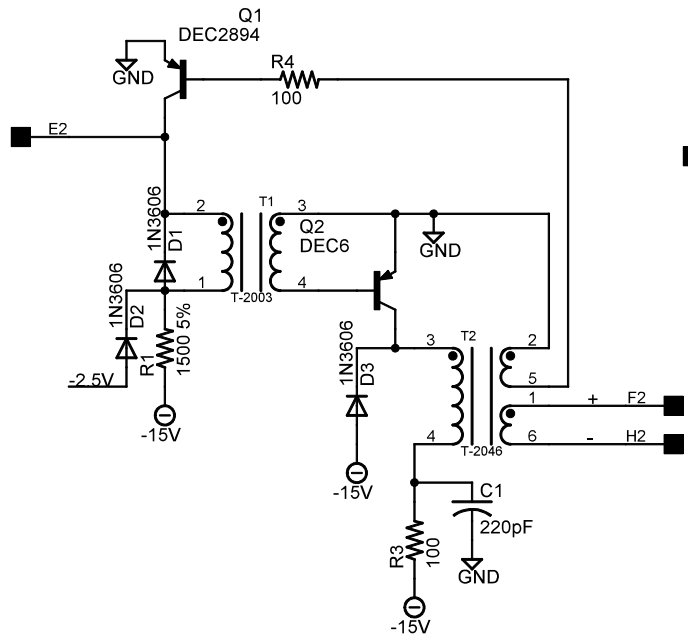 Q1
DEC2894
R4
GND
100
E2
1N3606
2
T1
3
Q2
DEC6
GND
D1
1N3606
1
4
T-2003
D2
1500 5%
R1
1N3606
D3
3
T2
2
-2.5V
5
1
+
F2
-15V
4
6
-
H2
T-2046
-15V
C1
220pF
R3
100
GND
-15V